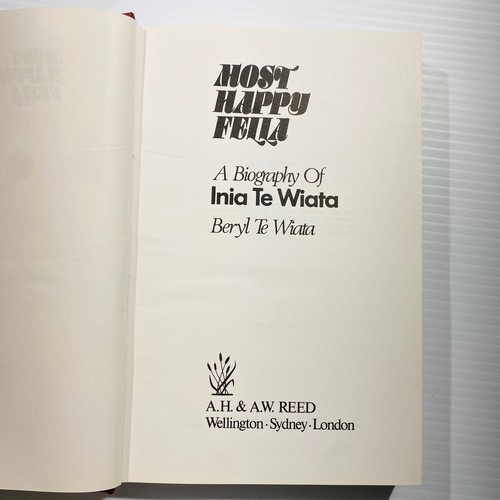 MOST
HAPPY
FELLA
A Biography Of
Inia Te Wiata
Beryl Te Wiata
A.H. & A.W. REED
Wellington · Sydney · London